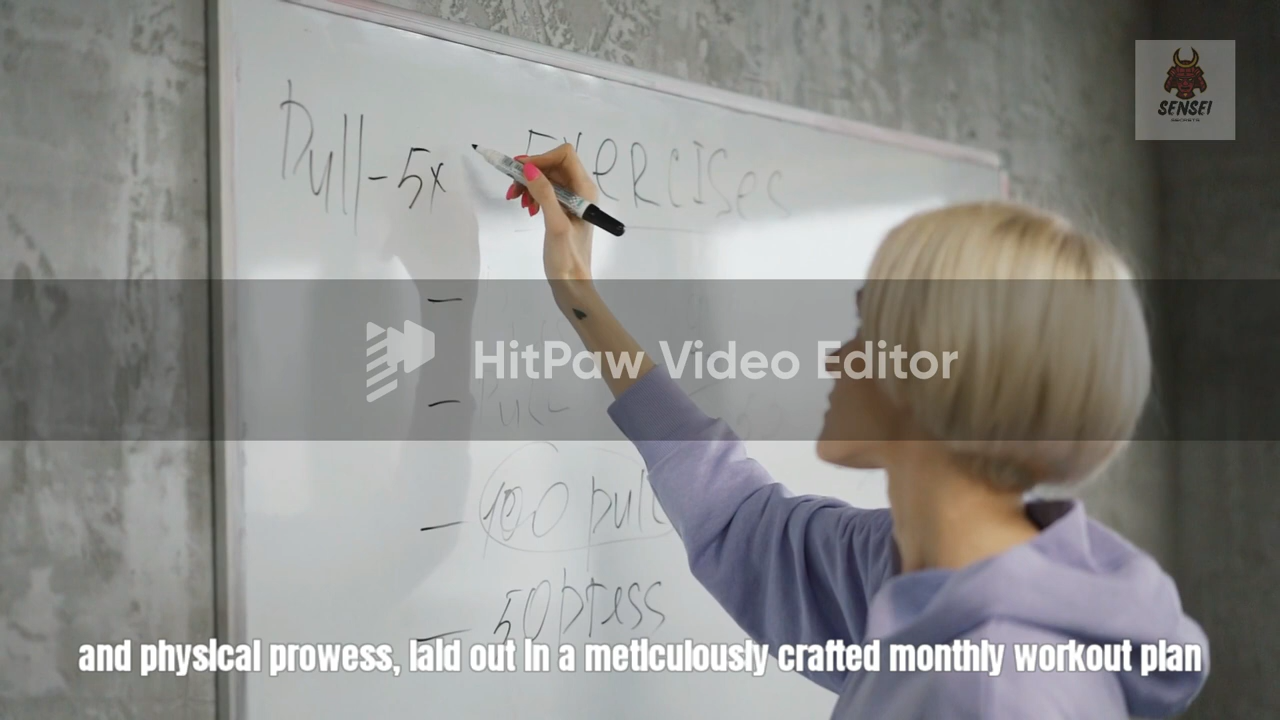 SENSEI
Pull-5x Exercises
HitPaw Video Editor
100 pull
50 press
and physical prowess, laid out in a meticulously crafted monthly workout plan